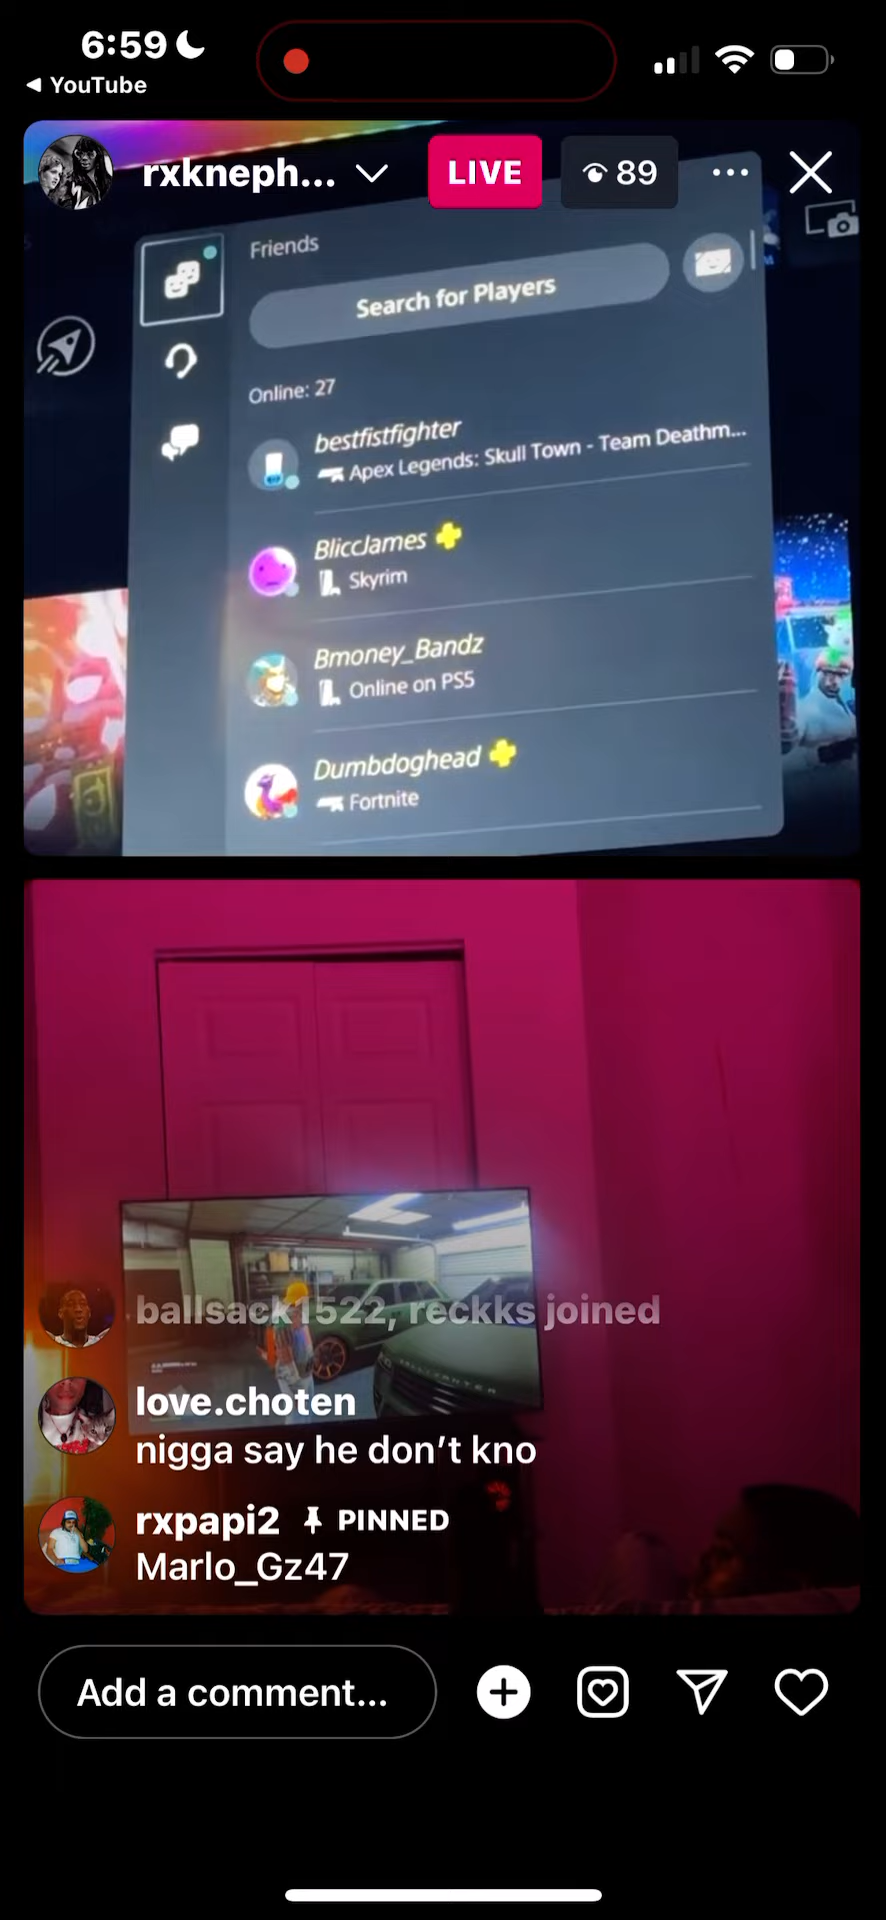 6:59
◀ YouTube
rxkneph...
LIVE
89
Friends
Search for Players
Online: 27
bestfistfighter
Apex Legends: Skull Town - Team Deathm...
BliccJames
Skyrim
Bmoney_Bandz
Online on PS5
Dumbdoghead
Fortnite
ballsack1522, reckks joined
love.choten
nigga say he don't kno
rxpapi2 PINNED
Marlo_Gz47
Add a comment...